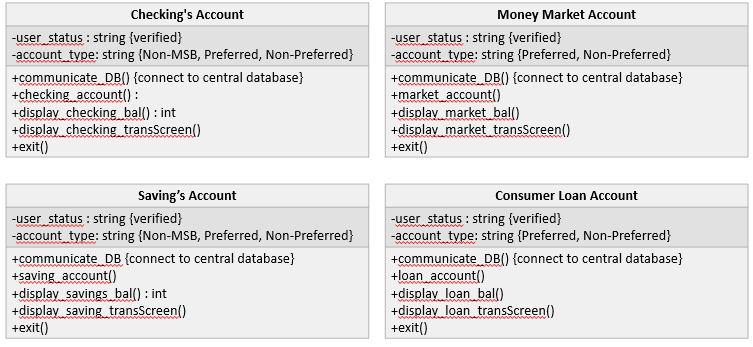 Checking's Account
-user_status : string {verified}
-account_type: string {Non-MSB, Preferred, Non-Preferred}
+communicate_DB() {connect to central database}
+checking_account() :
+display_checking_bal() : int
+display_checking_transScreen()
+exit()
Money Market Account
-user_status : string {verified}
-account_type: string {Preferred, Non-Preferred}
+communicate_DB() {connect to central database}
+market_account()
+display_market_bal()
+display_market_transScreen()
+exit()
Saving’s Account
-user_status : string {verified}
-account_type: string {Non-MSB, Preferred, Non-Preferred}
+communicate_DB {connect to central database}
+saving_account()
+display_savings_bal() : int
+display_saving_transScreen()
+exit()
Consumer Loan Account
-user_status : string {verified}
-account_type: string {Preferred, Non-Preferred}
+communicate_DB() {connect to central database}
+loan_account()
+display_loan_bal()
+display_loan_transScreen()
+exit()